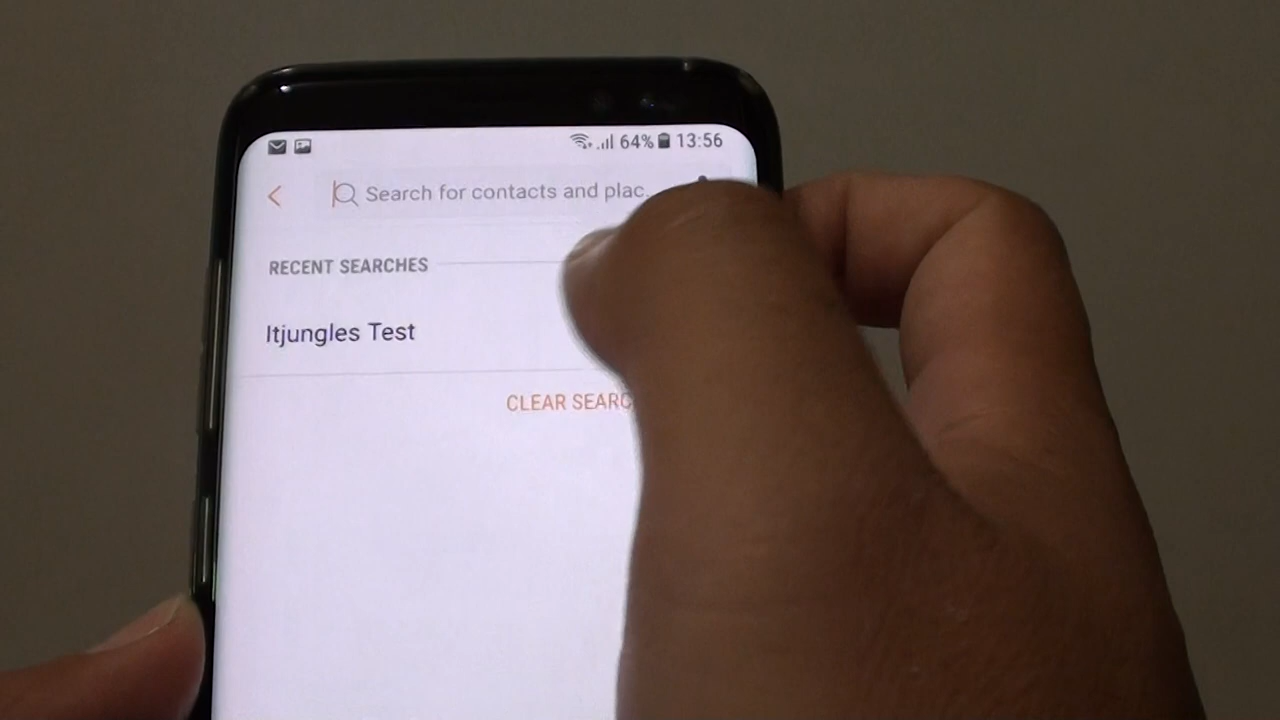 64% 13:56
Search for contacts and plac..
RECENT SEARCHES
Itjungles Test
CLEAR SEARC